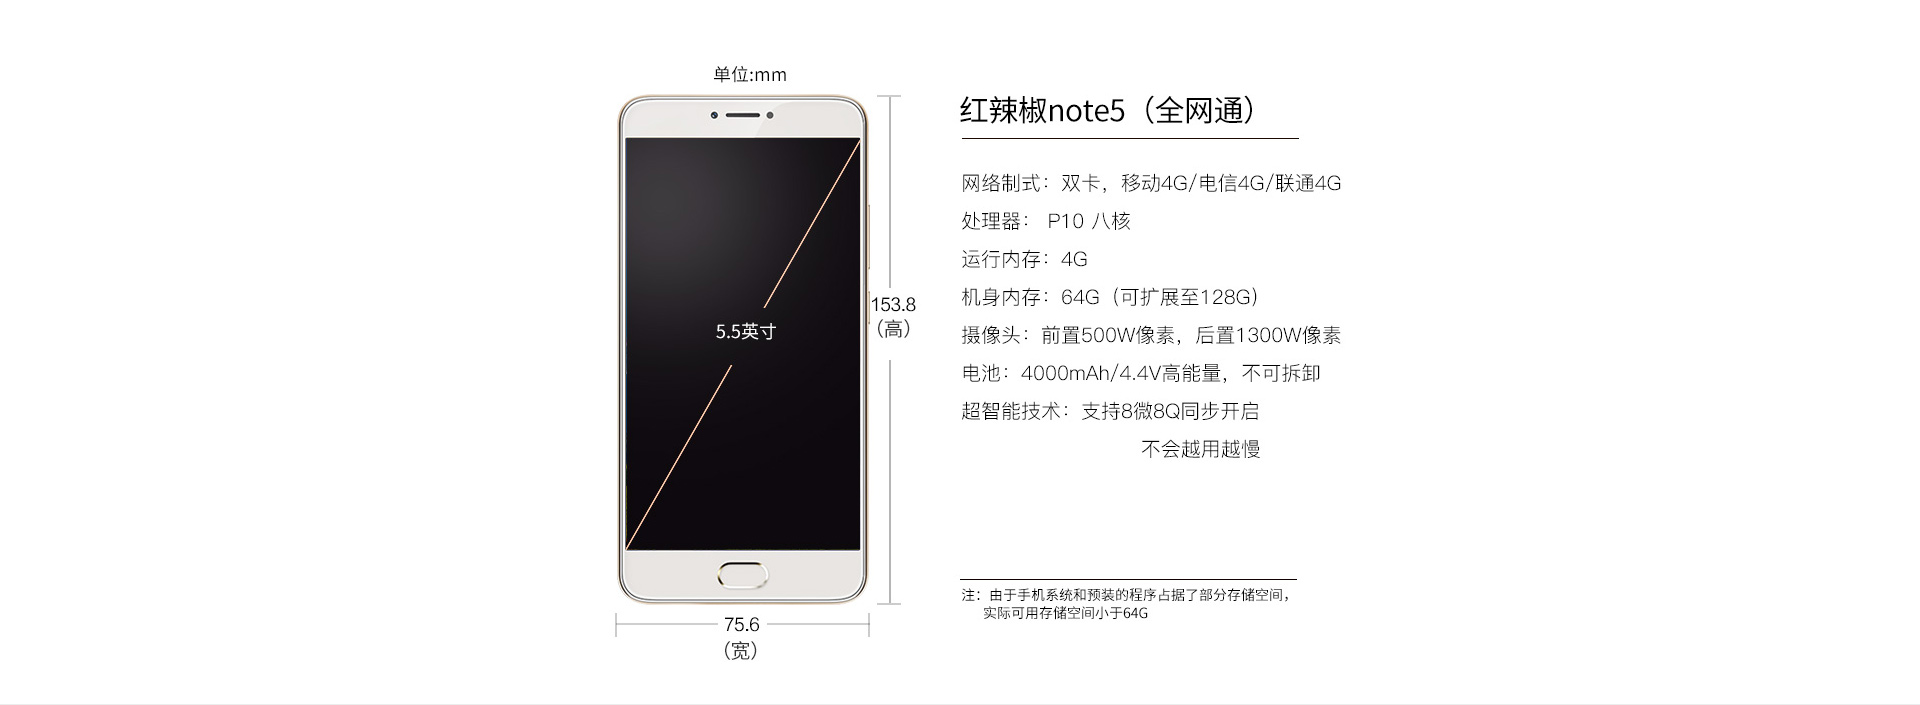 单位:mm
5.5英寸
153.8
（高）
75.6
（宽）
红辣椒note5（全网通）
网络制式：双卡，移动4G/电信4G/联通4G
处理器： P10 八核
运行内存：4G
机身内存：64G（可扩展至128G）
摄像头：前置500W像素，后置1300W像素
电池：4000mAh/4.4V高能量，不可拆卸
超智能技术：支持8微8Q同步开启
不会越用越慢
注：由于手机系统和预装的程序占据了部分存储空间，
实际可用存储空间小于64G